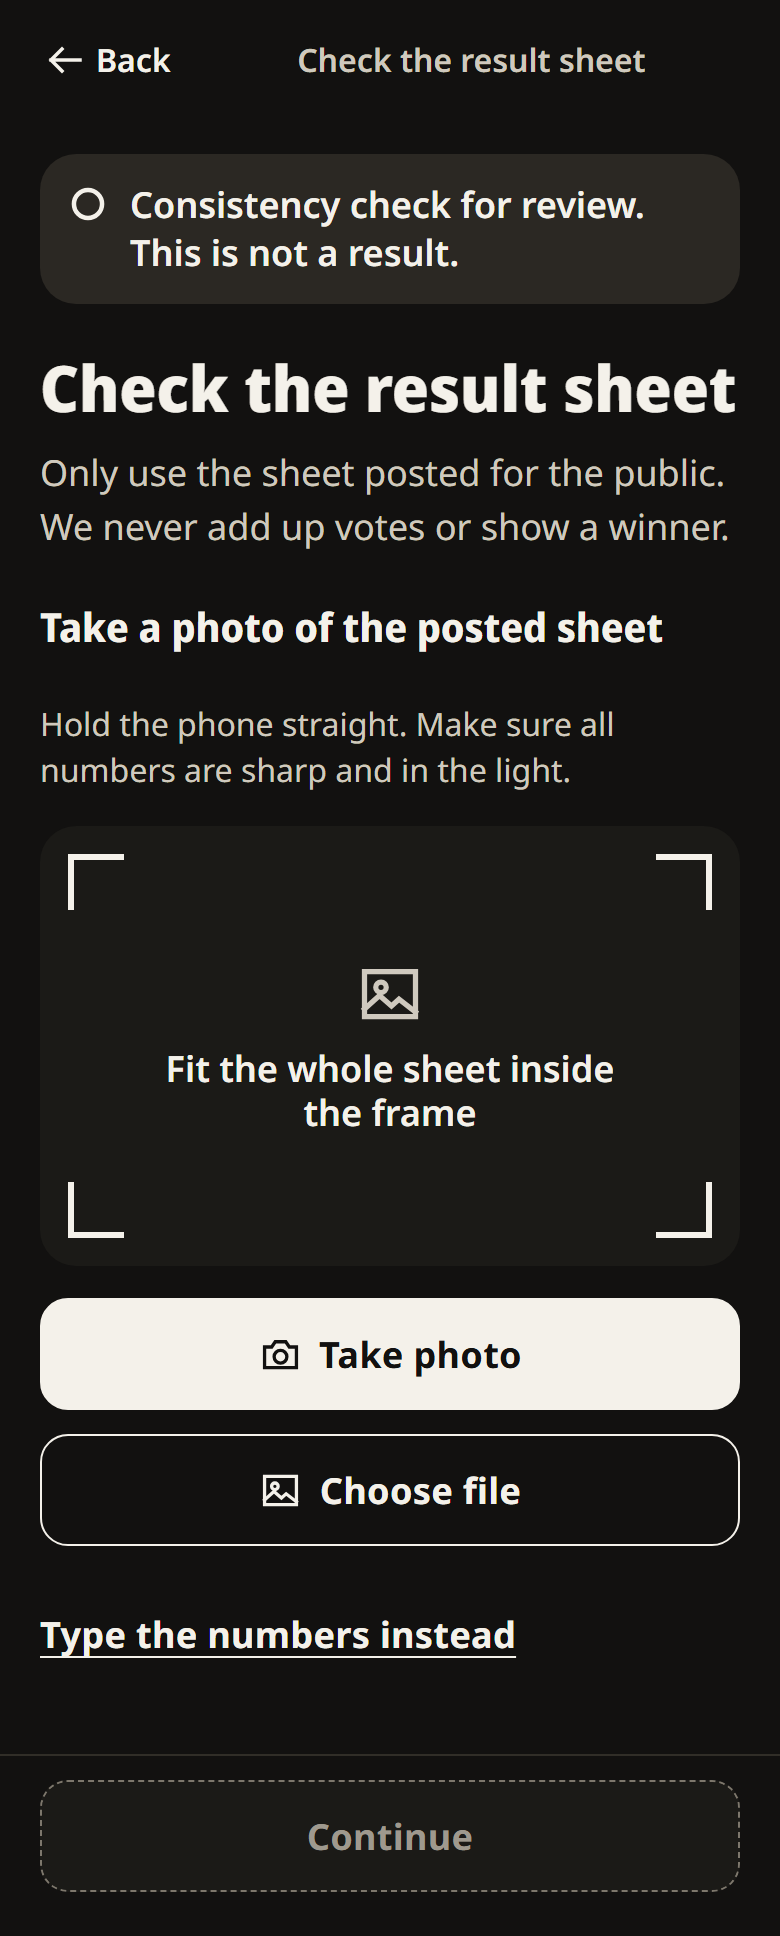 Back
Check the result sheet
Consistency check for review.
This is not a result.
Check the result sheet
Only use the sheet posted for the public.
We never add up votes or show a winner.
Take a photo of the posted sheet
Hold the phone straight. Make sure all
numbers are sharp and in the light.
Fit the whole sheet inside
the frame
Take photo
Choose file
Type the numbers instead
Continue